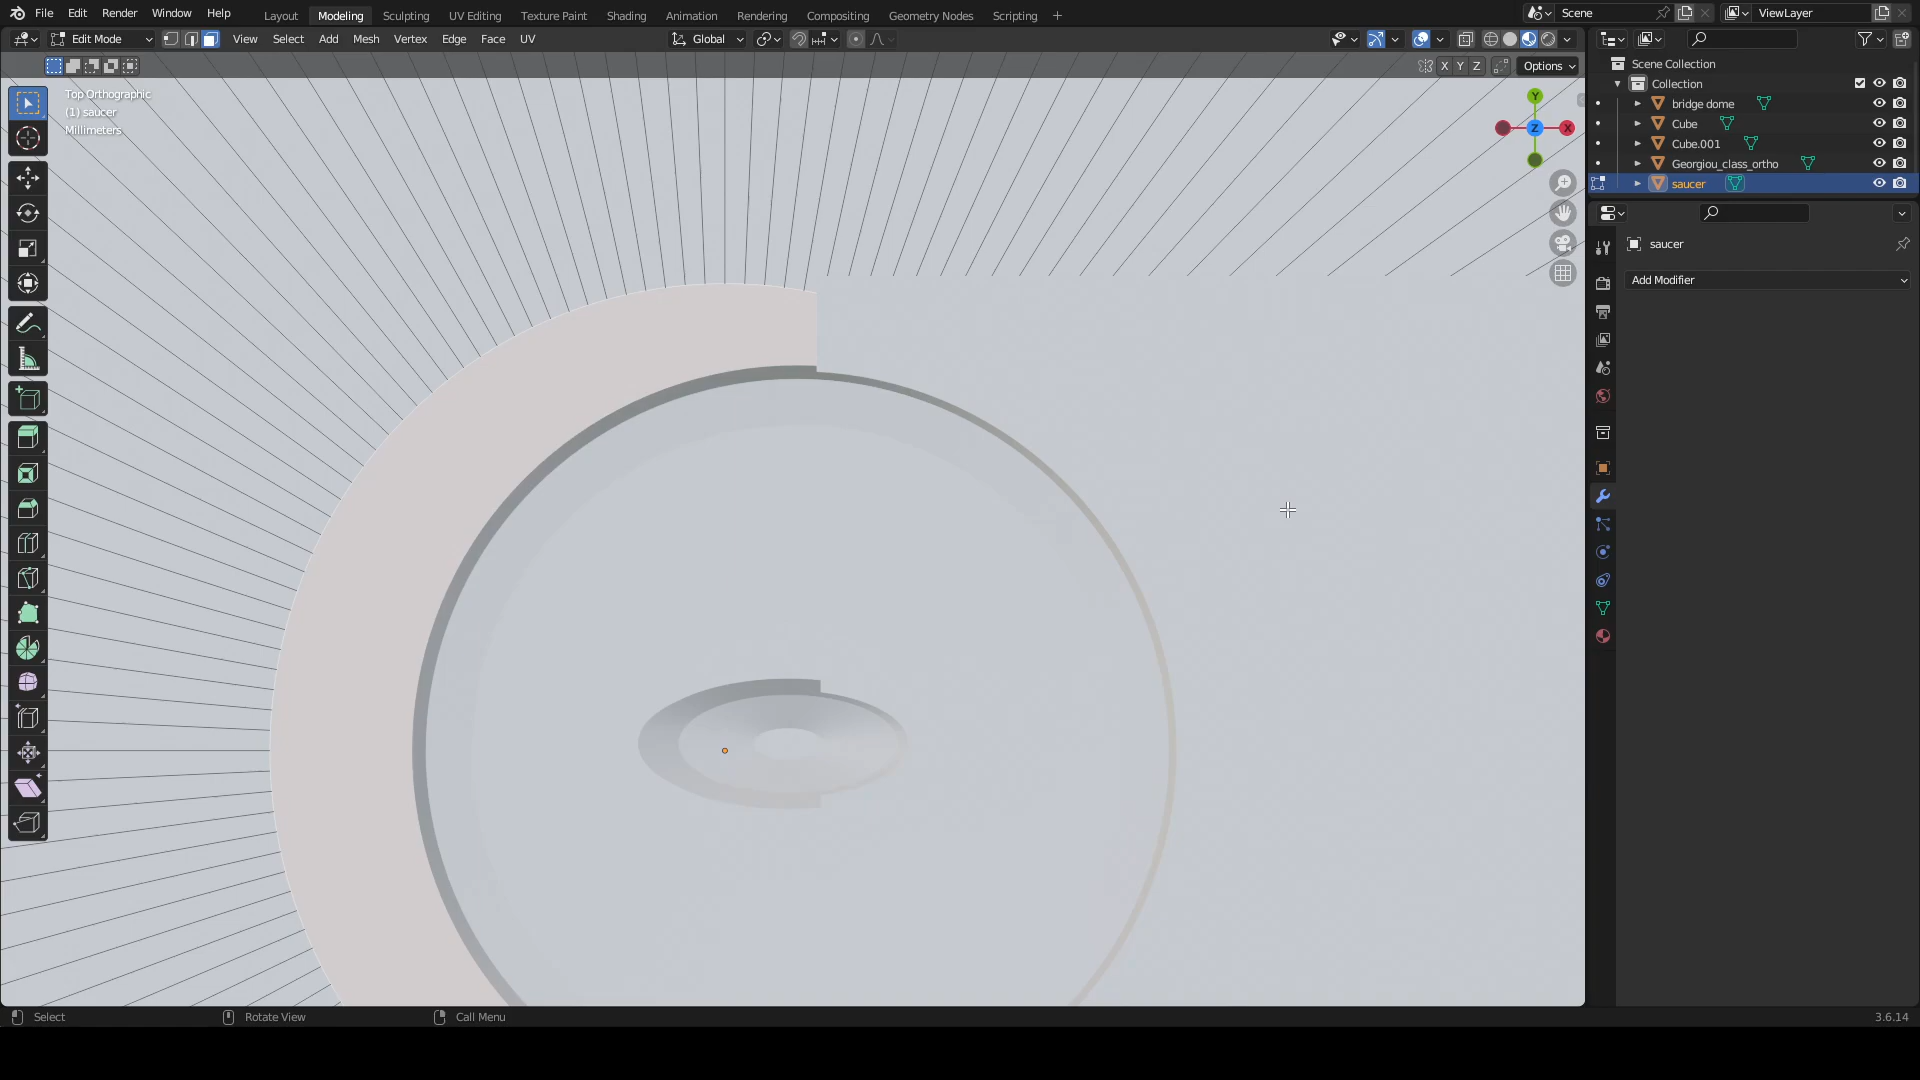 File Edit Render Window Help Layout Modeling Sculpting UV Editing Texture Paint Shading Animation Rendering Compositing Geometry Nodes Scripting + Scene ViewLayer
Edit Mode View Select Add Mesh Vertex Edge Face UV Global
X Y Z Options
Top Orthographic
(1) saucer
Millimeters
Y
Z X
Scene Collection
Collection
bridge dome
Cube
Cube.001
Georgiou_class_ortho
saucer
saucer
Add Modifier
Select Rotate View Call Menu 3.6.14